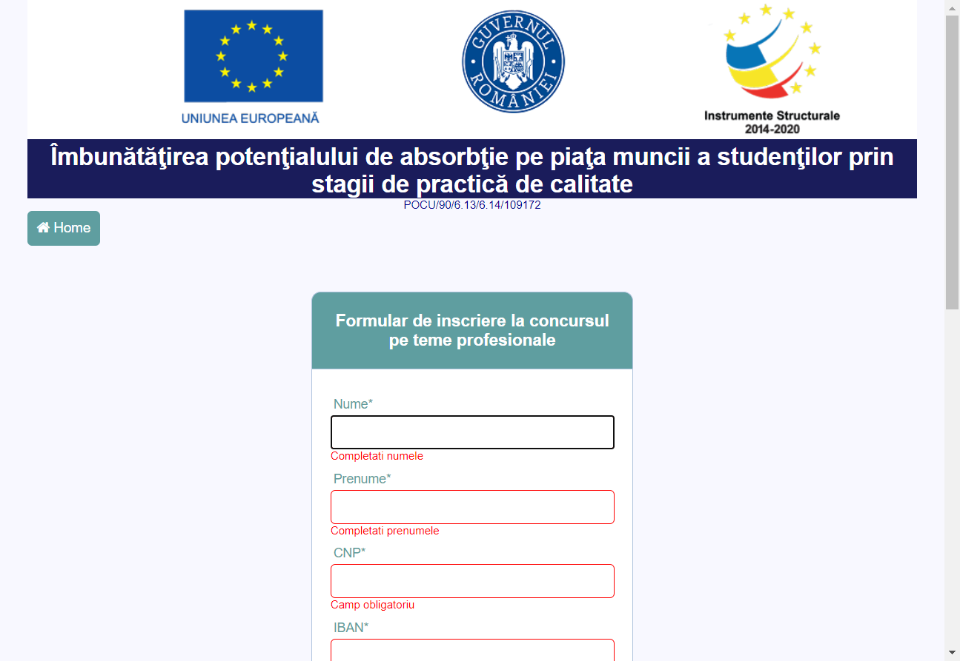 UNIUNEA EUROPEANĂ
GUVERNUL ROMÂNIEI
Instrumente Structurale
2014-2020
Îmbunătăţirea potenţialului de absorbţie pe piaţa muncii a studenţilor prin
stagii de practică de calitate
POCU/90/6.13/6.14/109172
Home
Formular de inscriere la concursul
pe teme profesionale
Nume*
Completati numele
Prenume*
Completati prenumele
CNP*
Camp obligatoriu
IBAN*